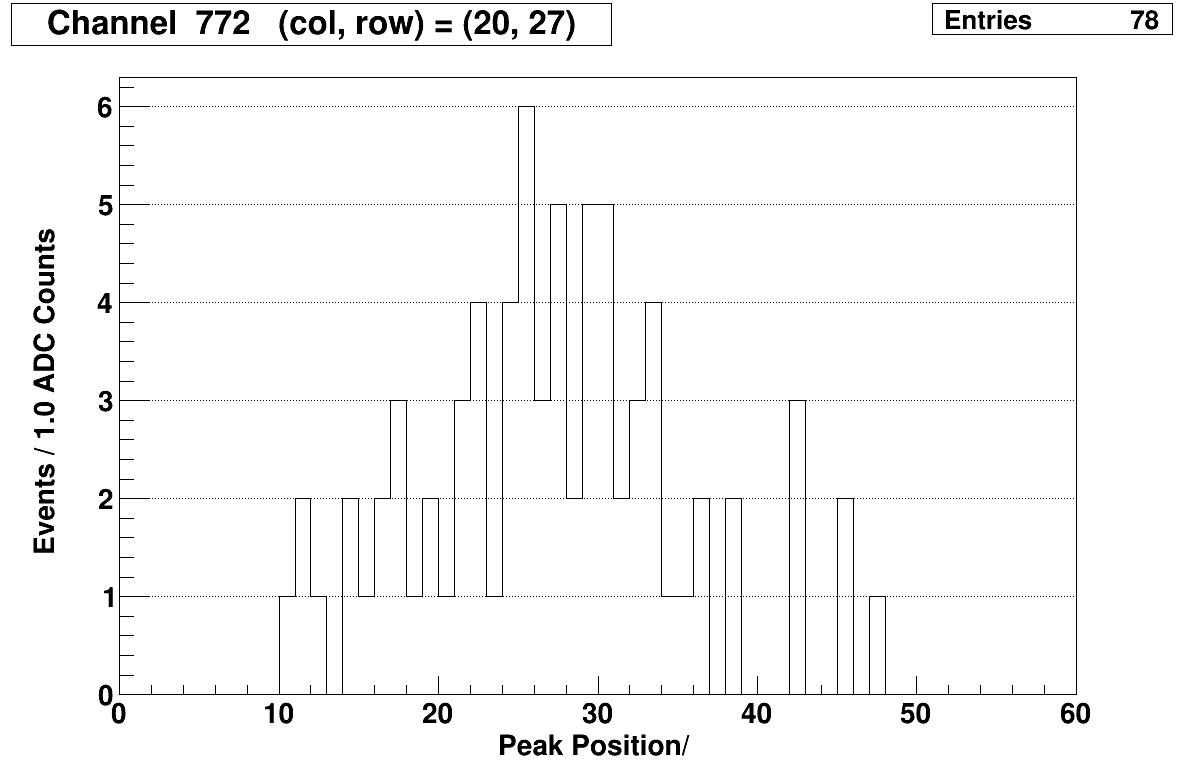 Channel 772 (col, row) = (20, 27)
Entries 78
6
5
4
3
2
1
0
Events / 1.0 ADC Counts
0 10 20 30 40 50 60
Peak Position/